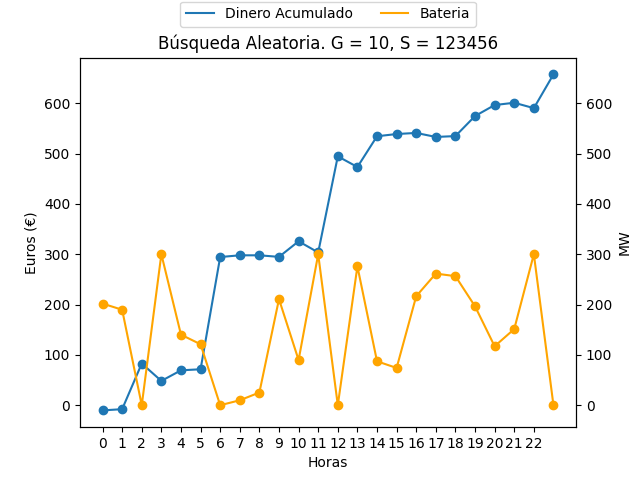 Dinero Acumulado Bateria
Búsqueda Aleatoria. G = 10, S = 123456
600 600
500 500
400 400
300 300
200 200
100 100
0 0
Euros (€)
MW
0 1 2 3 4 5 6 7 8 9 10 11 12 13 14 15 16 17 18 19 20 21 22
Horas